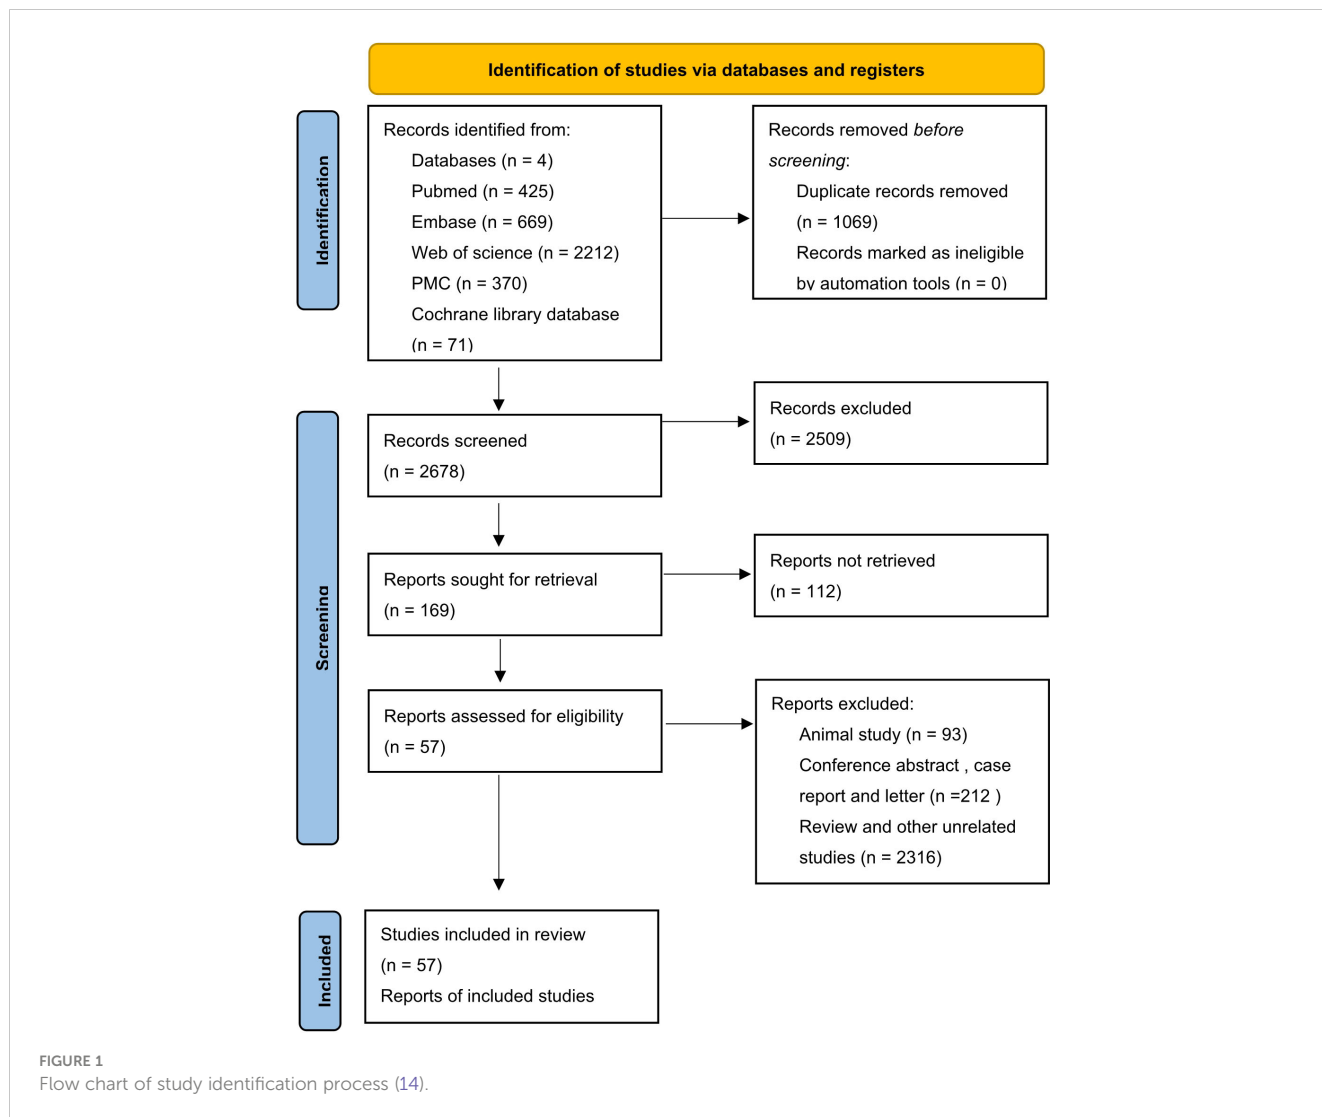 Identification of studies via databases and registers
Identification
Records identified from:
Databases (n = 4)
Pubmed (n = 425)
Embase (n = 669)
Web of science (n = 2212)
PMC (n = 370)
Cochrane library database
(n = 71)
Records removed before
screening:
Duplicate records removed
(n = 1069)
Records marked as ineligible
by automation tools (n = 0)
Screening
Records screened
(n = 2678)
Records excluded
(n = 2509)
Reports sought for retrieval
(n = 169)
Reports not retrieved
(n = 112)
Reports assessed for eligibility
(n = 57)
Reports excluded:
Animal study (n = 93)
Conference abstract , case
report and letter (n =212 )
Review and other unrelated
studies (n = 2316)
Included
Studies included in review
(n = 57)
Reports of included studies
FIGURE 1
Flow chart of study identification process (14).